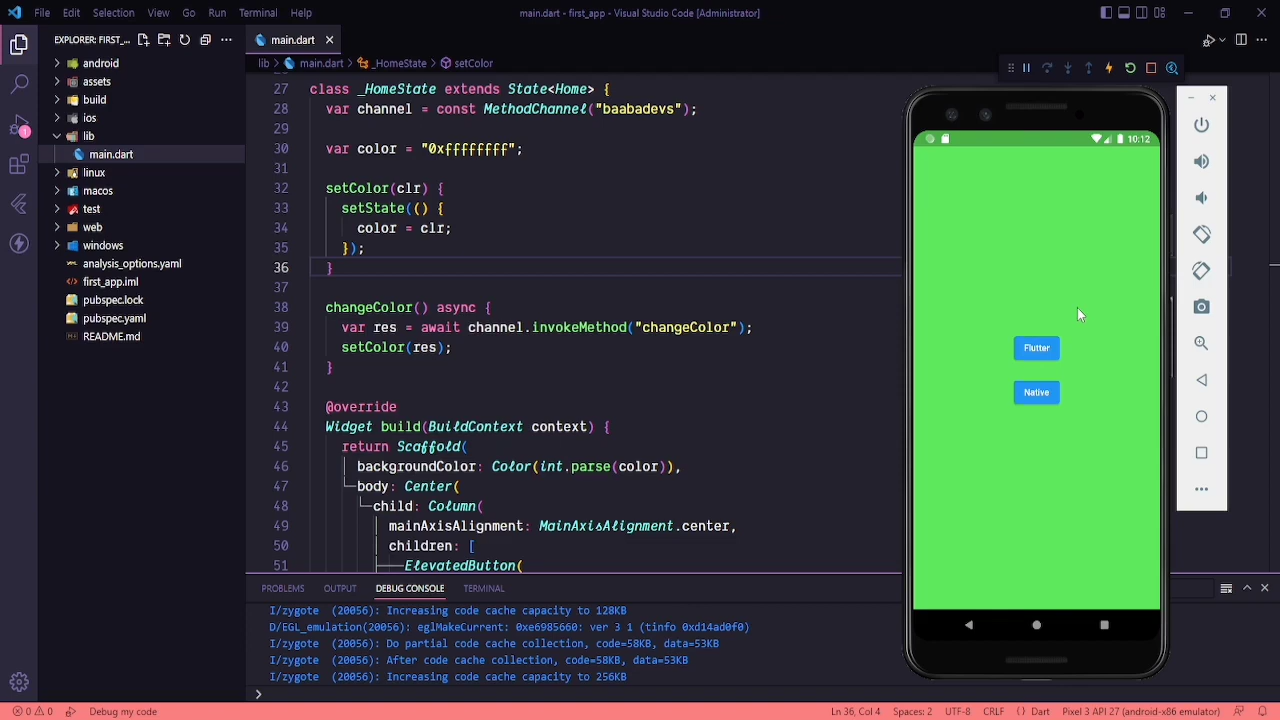 File Edit Selection View Go Run Terminal Help
main.dart - first_app - Visual Studio Code [Administrator]
EXPLORER: FIRST_...
android
assets
build
ios
lib
main.dart
linux
macos
test
web
windows
analysis_options.yaml
first_app.iml
pubspec.lock
pubspec.yaml
README.md
1
main.dart
lib > main.dart > _HomeState > setColor
27 class _HomeState extends State<Home> {
28 var channel = const MethodChannel("baabadevs");
29
30 var color = "0xffffffff";
31
32 setColor(clr) {
33 setState(() {
34 color = clr;
35 });
36 }
37
38 changeColor() async {
39 var res = await channel.invokeMethod("changeColor");
40 setColor(res);
41 }
42
43 @override
44 Widget build(BuildContext context) {
45 return Scaffold(
46 backgroundColor: Color(int.parse(color)),
47 body: Center(
48 child: Column(
49 mainAxisAlignment: MainAxisAlignment.center,
50 children: [
51 ElevatedButton(
10:12
Flutter
Native
PROBLEMS OUTPUT DEBUG CONSOLE TERMINAL
I/zygote (20056): Increasing code cache capacity to 128KB
D/EGL_emulation(20056): eglMakeCurrent: 0xe6985660: ver 3 1 (tinfo 0xd14ad0f0)
I/zygote (20056): Do partial code cache collection, code=58KB, data=53KB
I/zygote (20056): After code cache collection, code=58KB, data=53KB
I/zygote (20056): Increasing code cache capacity to 256KB
>
0 0 Debug my code
Ln 36, Col 4 Spaces: 2 UTF-8 CRLF {} Dart Pixel 3 API 27 (android-x86 emulator)